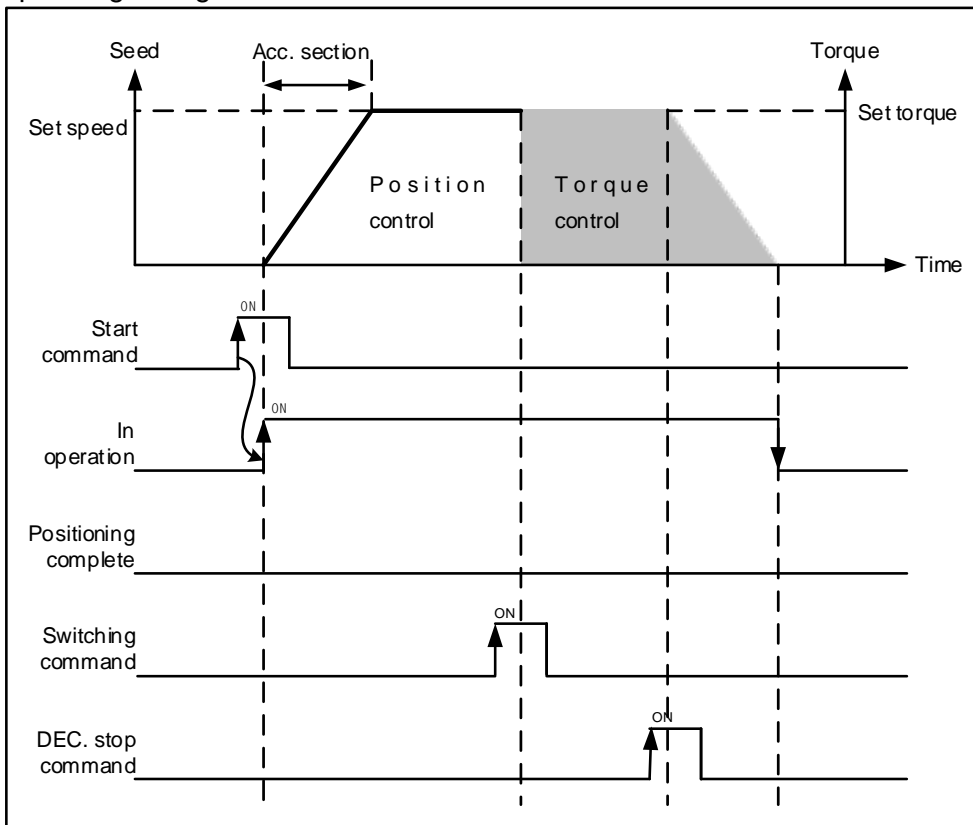 Seed
Acc. section
Torque
Set speed
Set torque
Position
control
Torque
control
Time
ON
Start
command
ON
In
operation
Positioning
complete
ON
Switching
command
ON
DEC. stop
command